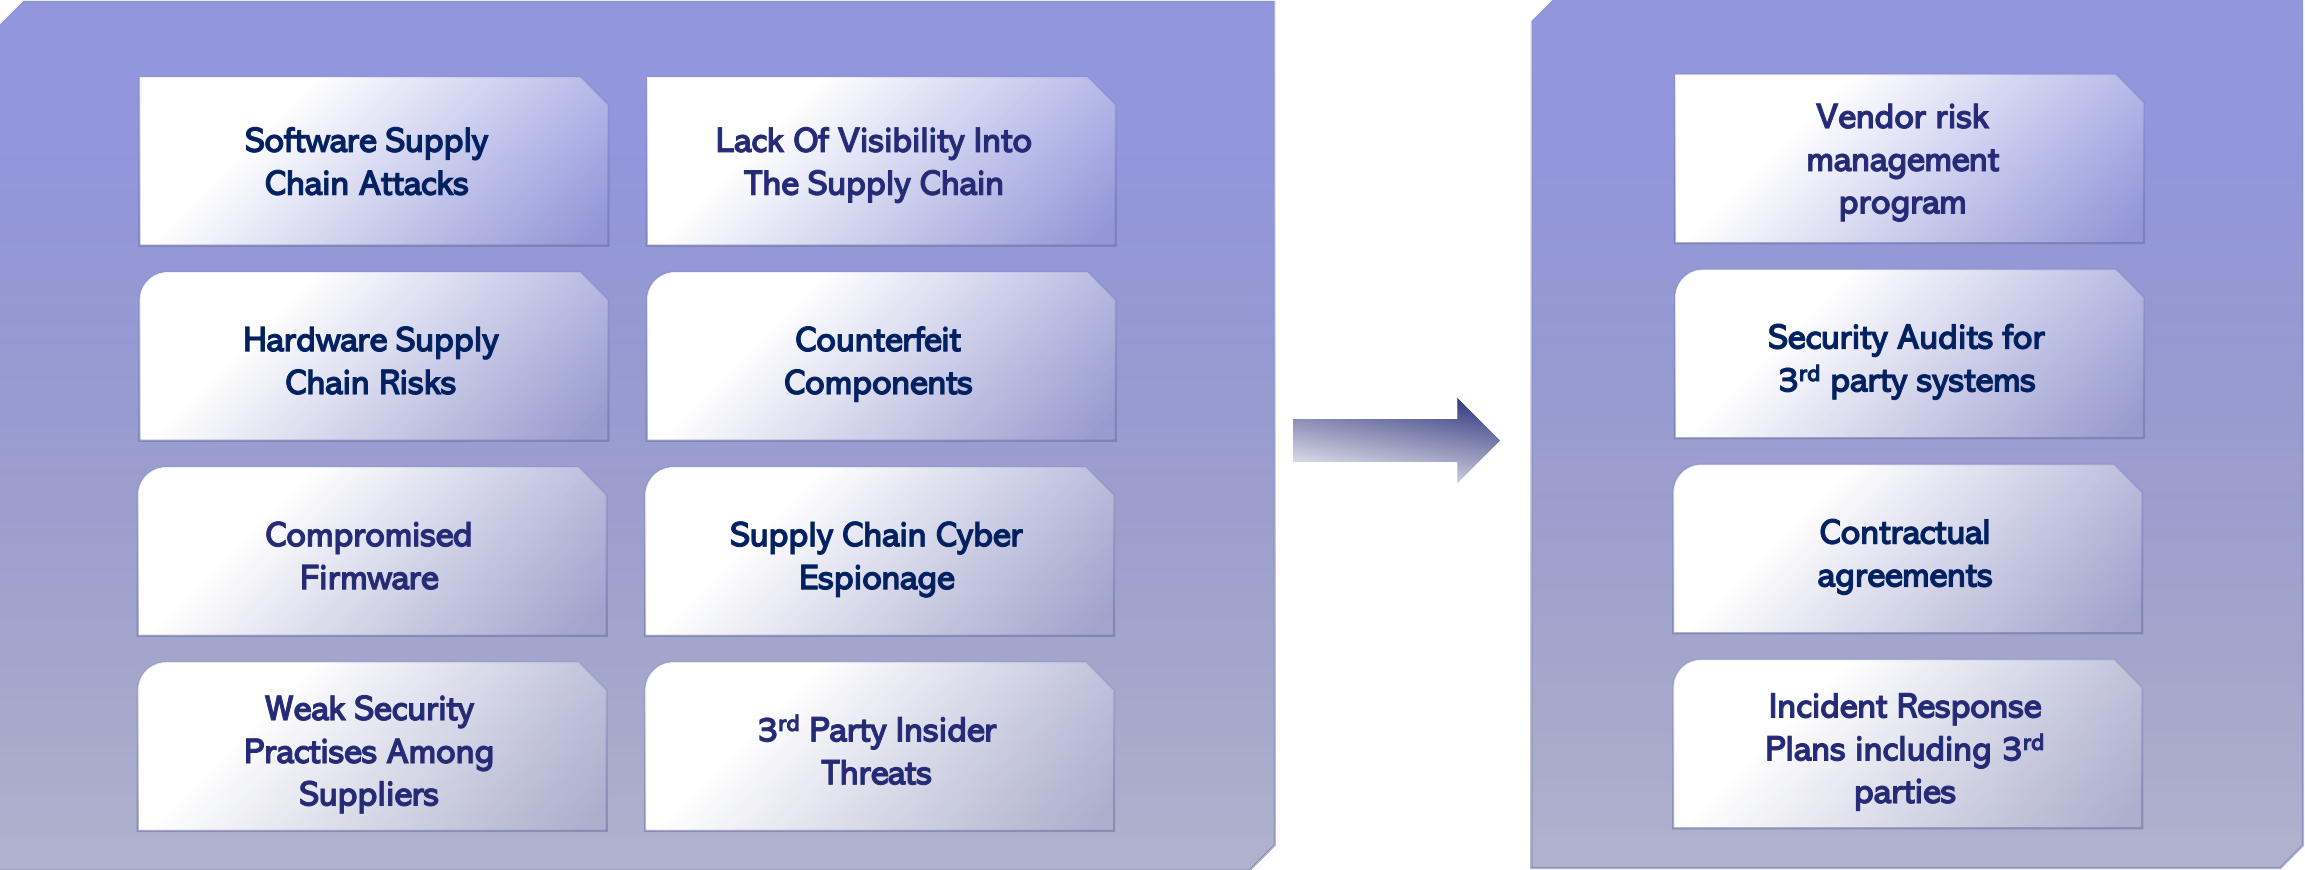 Software Supply
Chain Attacks
Lack Of Visibility Into
The Supply Chain
Hardware Supply
Chain Risks
Counterfeit
Components
Compromised
Firmware
Supply Chain Cyber
Espionage
Weak Security
Practises Among
Suppliers
3rd Party Insider
Threats
Vendor risk
management
program
Security Audits for
3rd party systems
Contractual
agreements
Incident Response
Plans including 3rd
parties